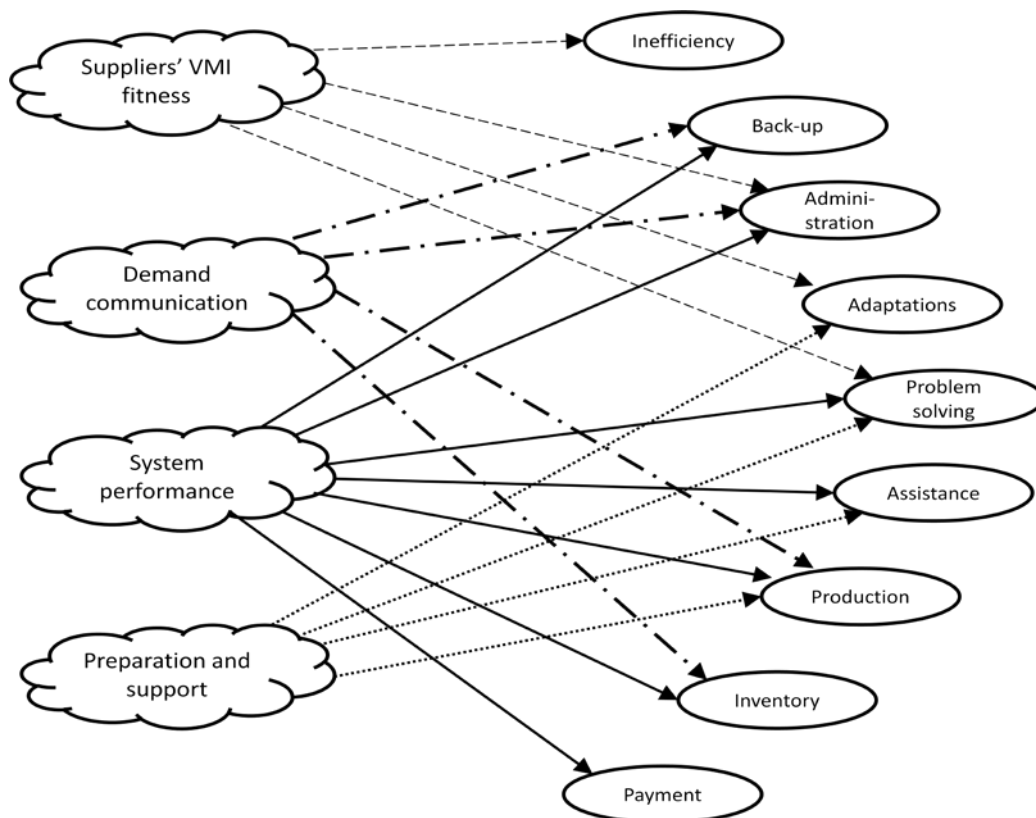 Suppliers' VMI
fitness
Demand
communication
System
performance
Preparation and
support
Inefficiency
Back-up
Admini-
stration
Adaptations
Problem
solving
Assistance
Production
Inventory
Payment